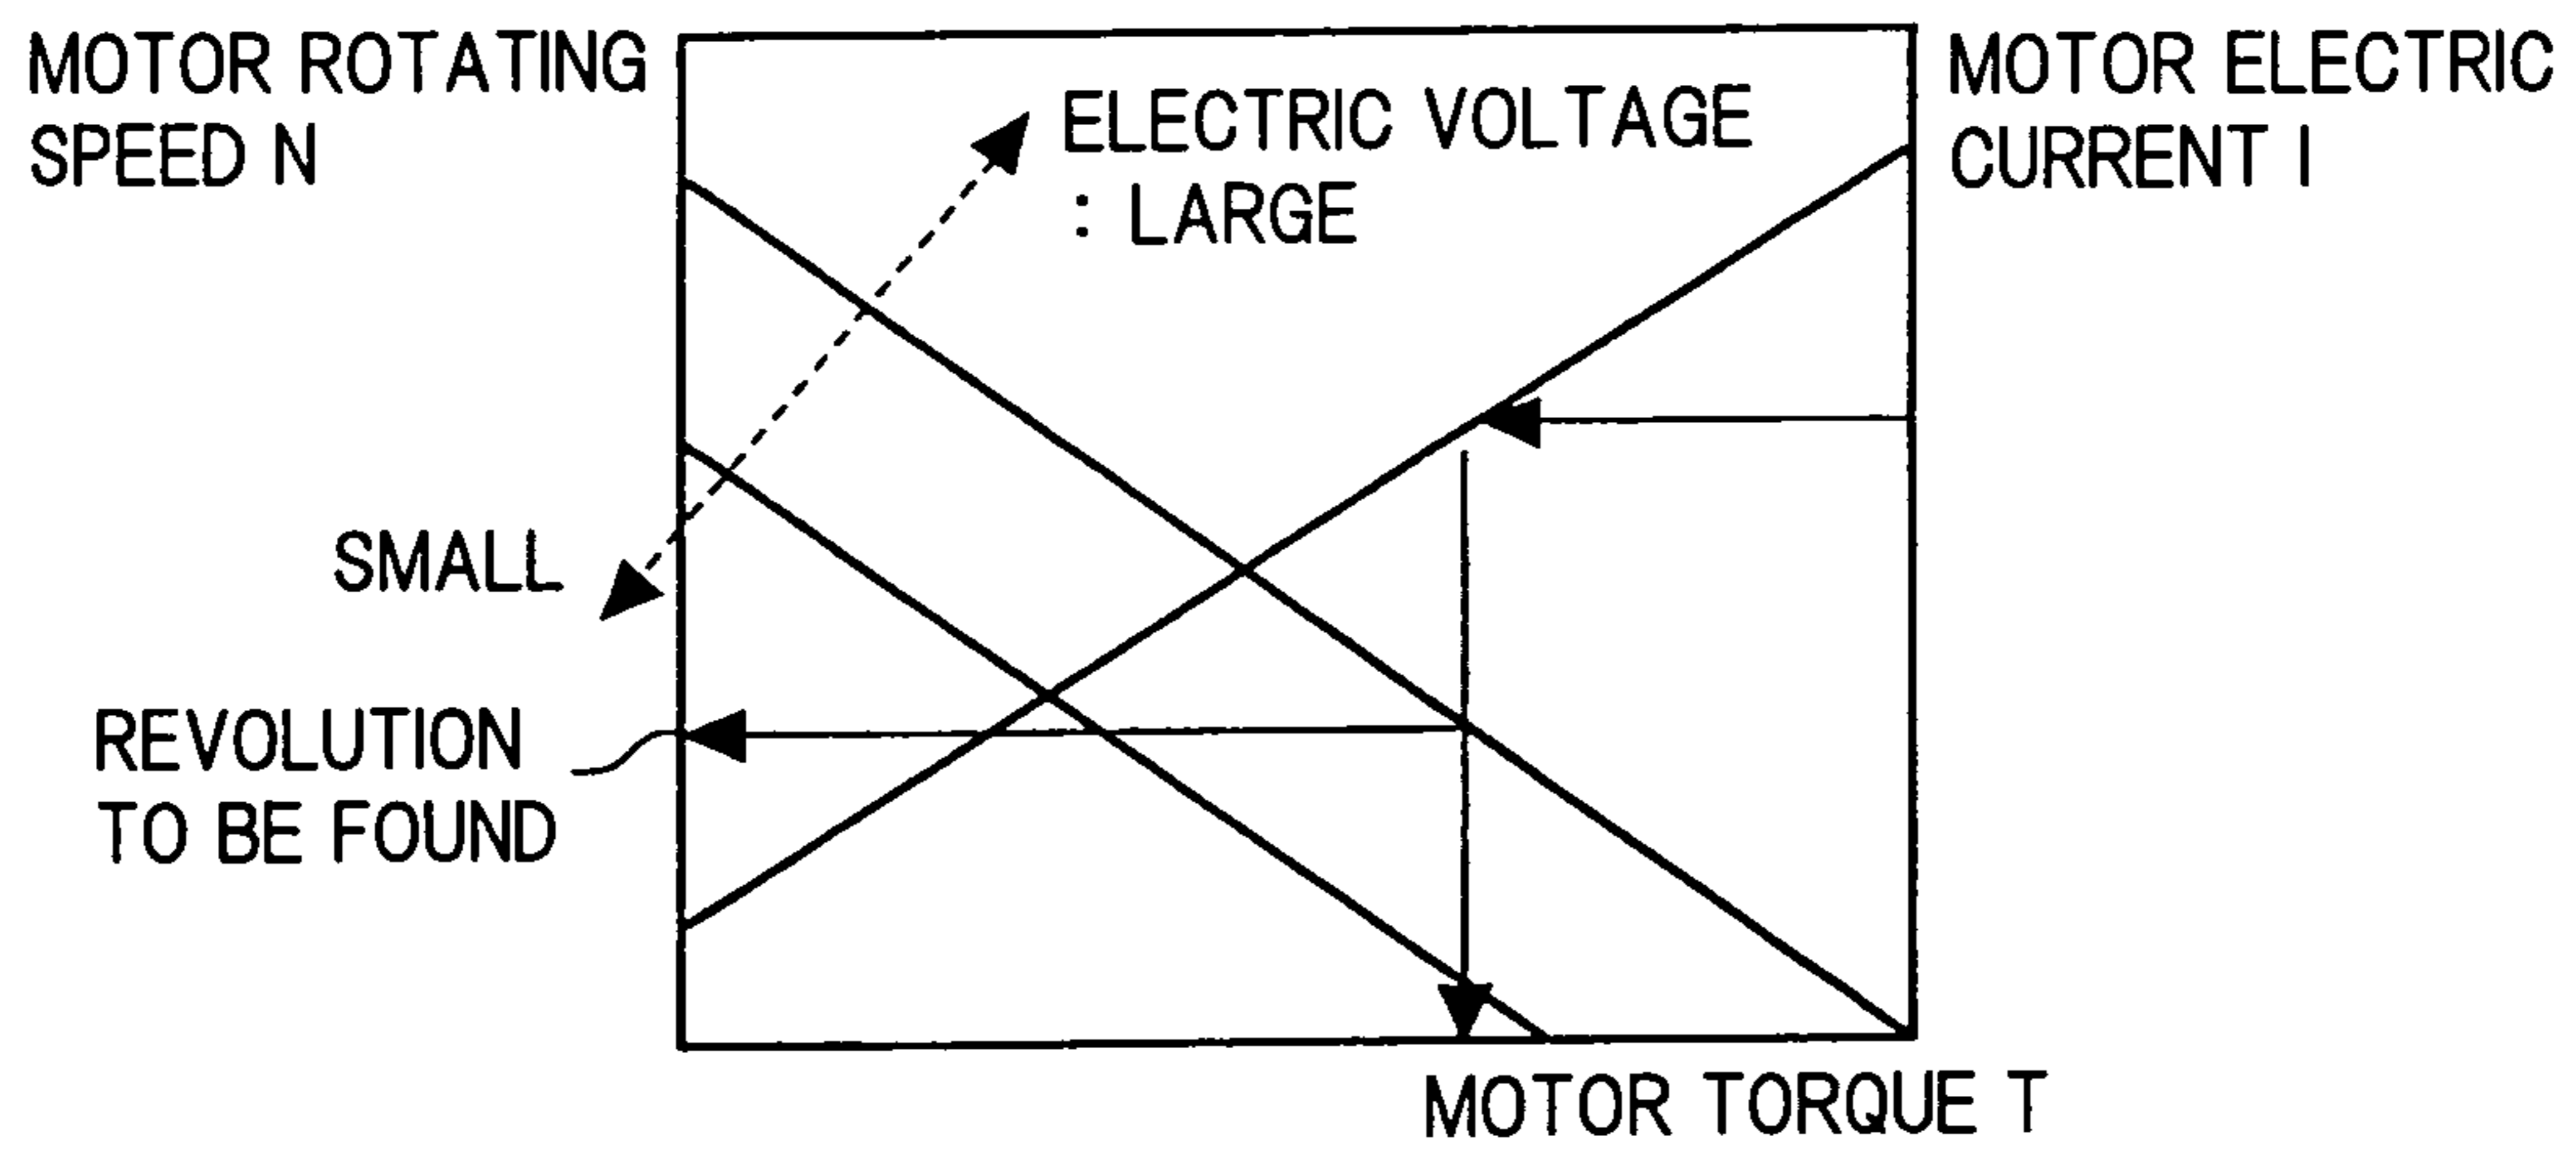 MOTOR ROTATING
SPEED N
ELECTRIC VOLTAGE
: LARGE
MOTOR ELECTRIC
CURRENT I
SMALL
REVOLUTION
TO BE FOUND
MOTOR TORQUE T